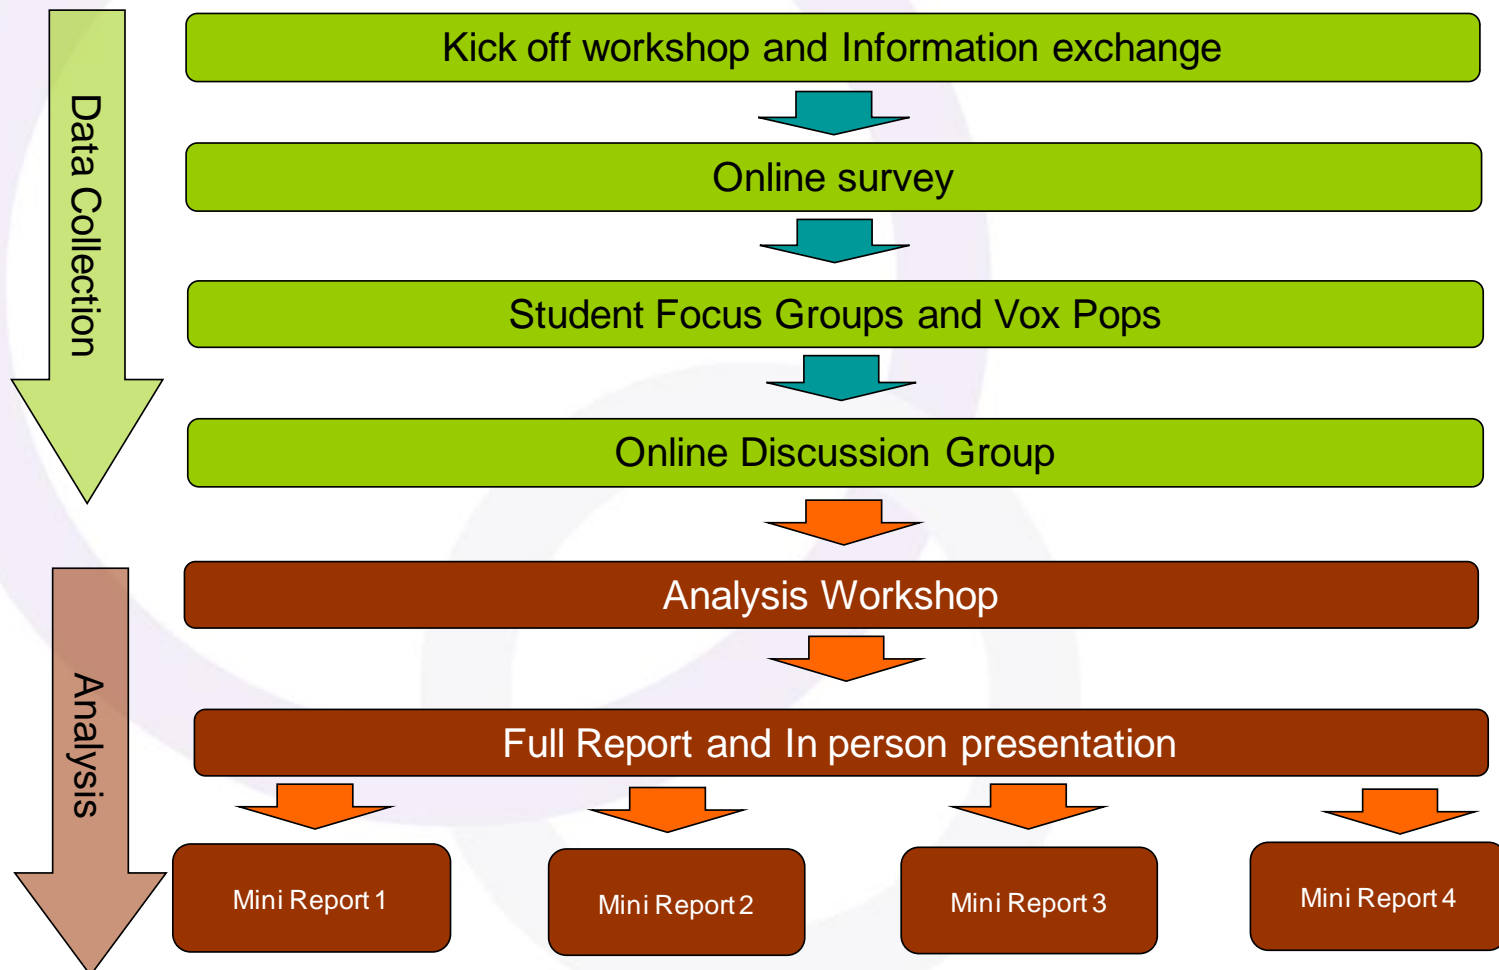 Data Collection
Kick off workshop and Information exchange
Online survey
Student Focus Groups and Vox Pops
Online Discussion Group
Analysis
Analysis Workshop
Full Report and In person presentation
Mini Report 1
Mini Report 2
Mini Report 3
Mini Report 4